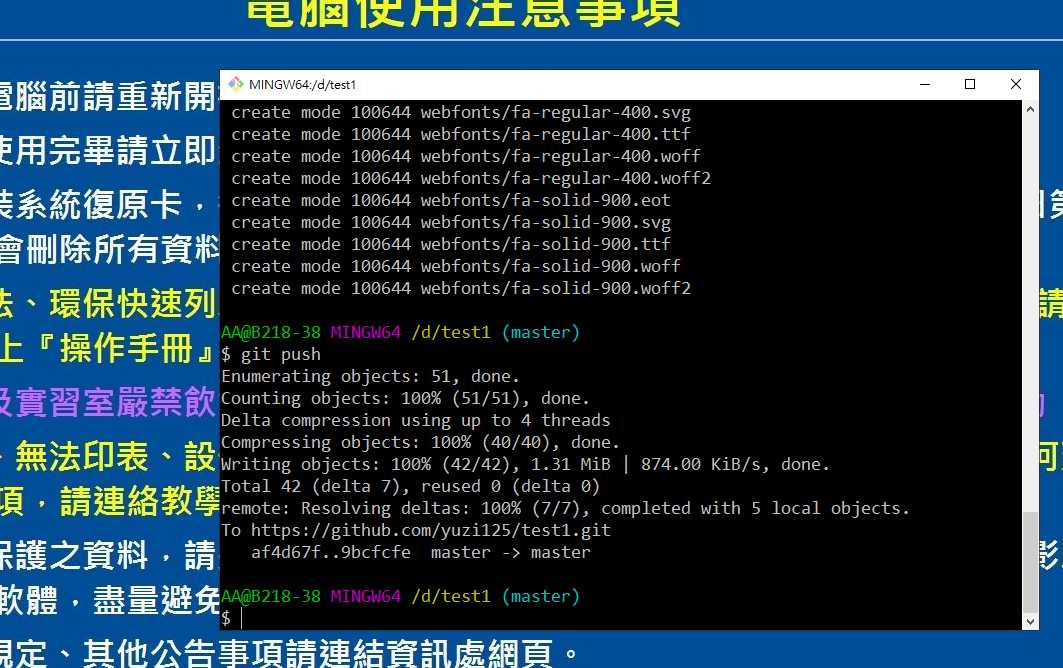 電腦使用注意事項
電腦前請重新開
使用完畢請立即
裝系統復原卡，
會刪除所有資料
法、環保快速列
請
上『操作手冊』
及實習室嚴禁飲
無法印表、設
何
項，請連絡教學
保護之資料，請
影
軟體，盡量避免
規定、其他公告事項請連結資訊處網頁。
MINGW64:/d/test1
create mode 100644 webfonts/fa-regular-400.svg
create mode 100644 webfonts/fa-regular-400.ttf
create mode 100644 webfonts/fa-regular-400.woff
create mode 100644 webfonts/fa-regular-400.woff2
create mode 100644 webfonts/fa-solid-900.eot
create mode 100644 webfonts/fa-solid-900.svg
create mode 100644 webfonts/fa-solid-900.ttf
create mode 100644 webfonts/fa-solid-900.woff
create mode 100644 webfonts/fa-solid-900.woff2
AA@B218-38 MINGW64 /d/test1 (master)
$ git push
Enumerating objects: 51, done.
Counting objects: 100% (51/51), done.
Delta compression using up to 4 threads
Compressing objects: 100% (40/40), done.
Writing objects: 100% (42/42), 1.31 MiB | 874.00 KiB/s, done.
Total 42 (delta 7), reused 0 (delta 0)
remote: Resolving deltas: 100% (7/7), completed with 5 local objects.
To https://github.com/yuzi125/test1.git
af4d67f..9bcfcfe master -> master
AA@B218-38 MINGW64 /d/test1 (master)
$